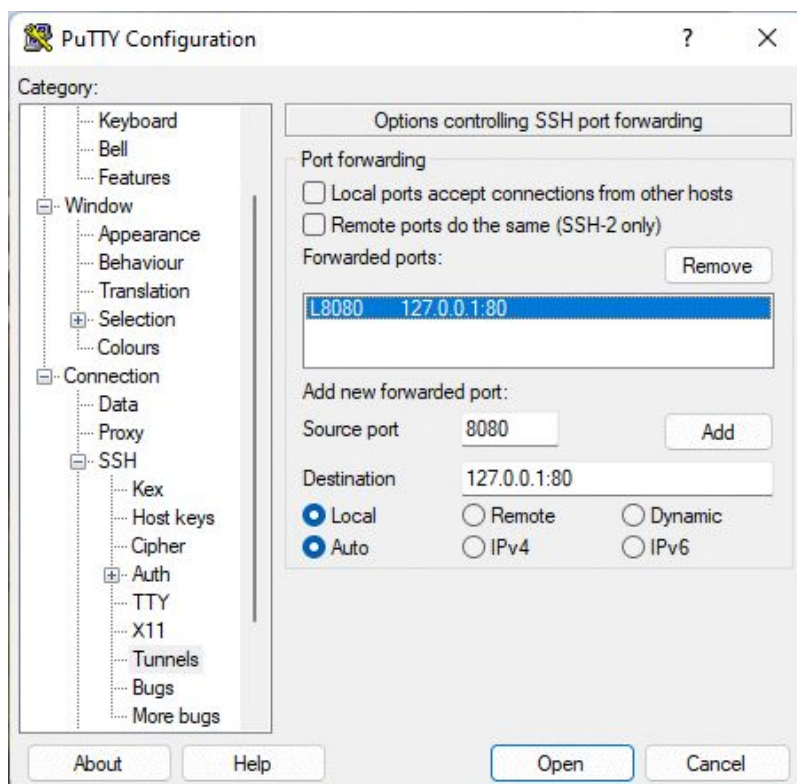 PuTTY Configuration
?
Category:
Keyboard
Bell
Features
Window
Appearance
Behaviour
Translation
Selection
Colours
Connection
Data
Proxy
SSH
Kex
Host keys
Cipher
Auth
TTY
X11
Tunnels
Bugs
More bugs
Options controlling SSH port forwarding
Port forwarding
Local ports accept connections from other hosts
Remote ports do the same (SSH-2 only)
Forwarded ports:
Remove
L8080 127.0.0.1:80
Add new forwarded port:
Source port 8080 Add
Destination 127.0.0.1:80
Local Remote Dynamic
Auto IPv4 IPv6
About Help Open Cancel